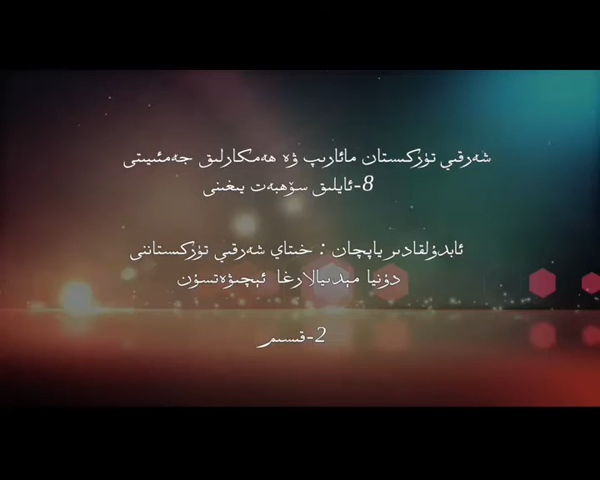 شەرقىي تۈركىستان مائارىپ ۋە ھەمكارلىق جەمئىيىتى
8-ئايلىق سۆھبەت يىغىنى
ئابدۇلقادىر ياپچان : خىتاي شەرقىي تۈركىستاننى
دۇنيا مېدىيالارغا ئېچىۋەتسۇن
2-قىسىم